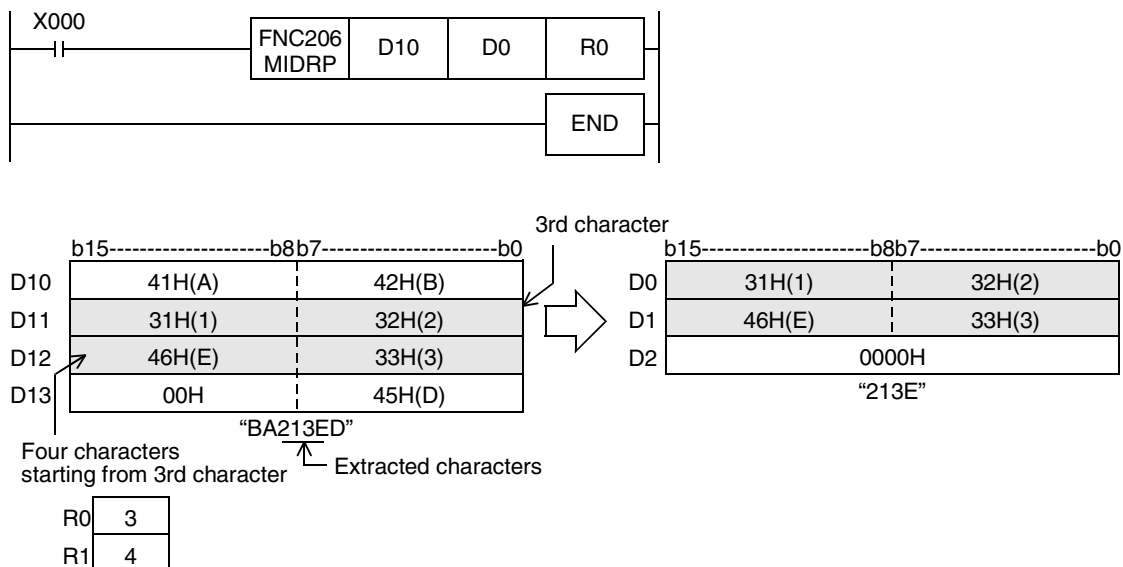 X000
FNC206 MIDRP D10 D0 R0
END
3rd character
b15-----------------------b8 b7-------------------------b0
D10 41H(A) 42H(B)
D11 31H(1) 32H(2)
D12 46H(E) 33H(3)
D13 00H 45H(D)
"BA213ED"
Four characters
starting from 3rd character
Extracted characters
b15-----------------------b8b7-------------------------b0
D0 31H(1) 32H(2)
D1 46H(E) 33H(3)
D2 0000H
"213E"
R0 3
R1 4